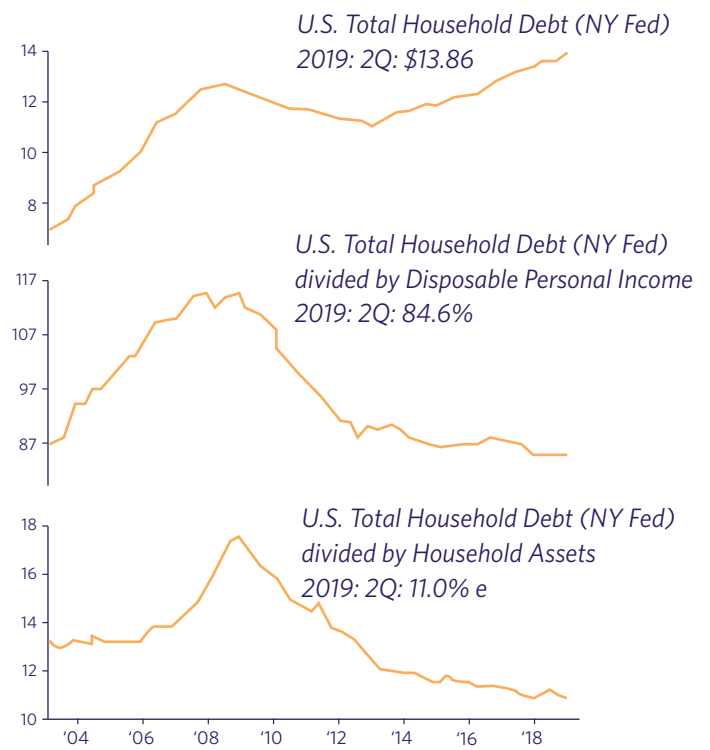 U.S. Total Household Debt (NY Fed)
2019: 2Q: $13.86
14
12
10
8
U.S. Total Household Debt (NY Fed)
divided by Disposable Personal Income
2019: 2Q: 84.6%
117
107
97
87
U.S. Total Household Debt (NY Fed)
divided by Household Assets
2019: 2Q: 11.0% e
18
16
14
12
10
‘04 ‘06 ‘08 ‘10 ‘12 ‘14 ‘16 ‘18